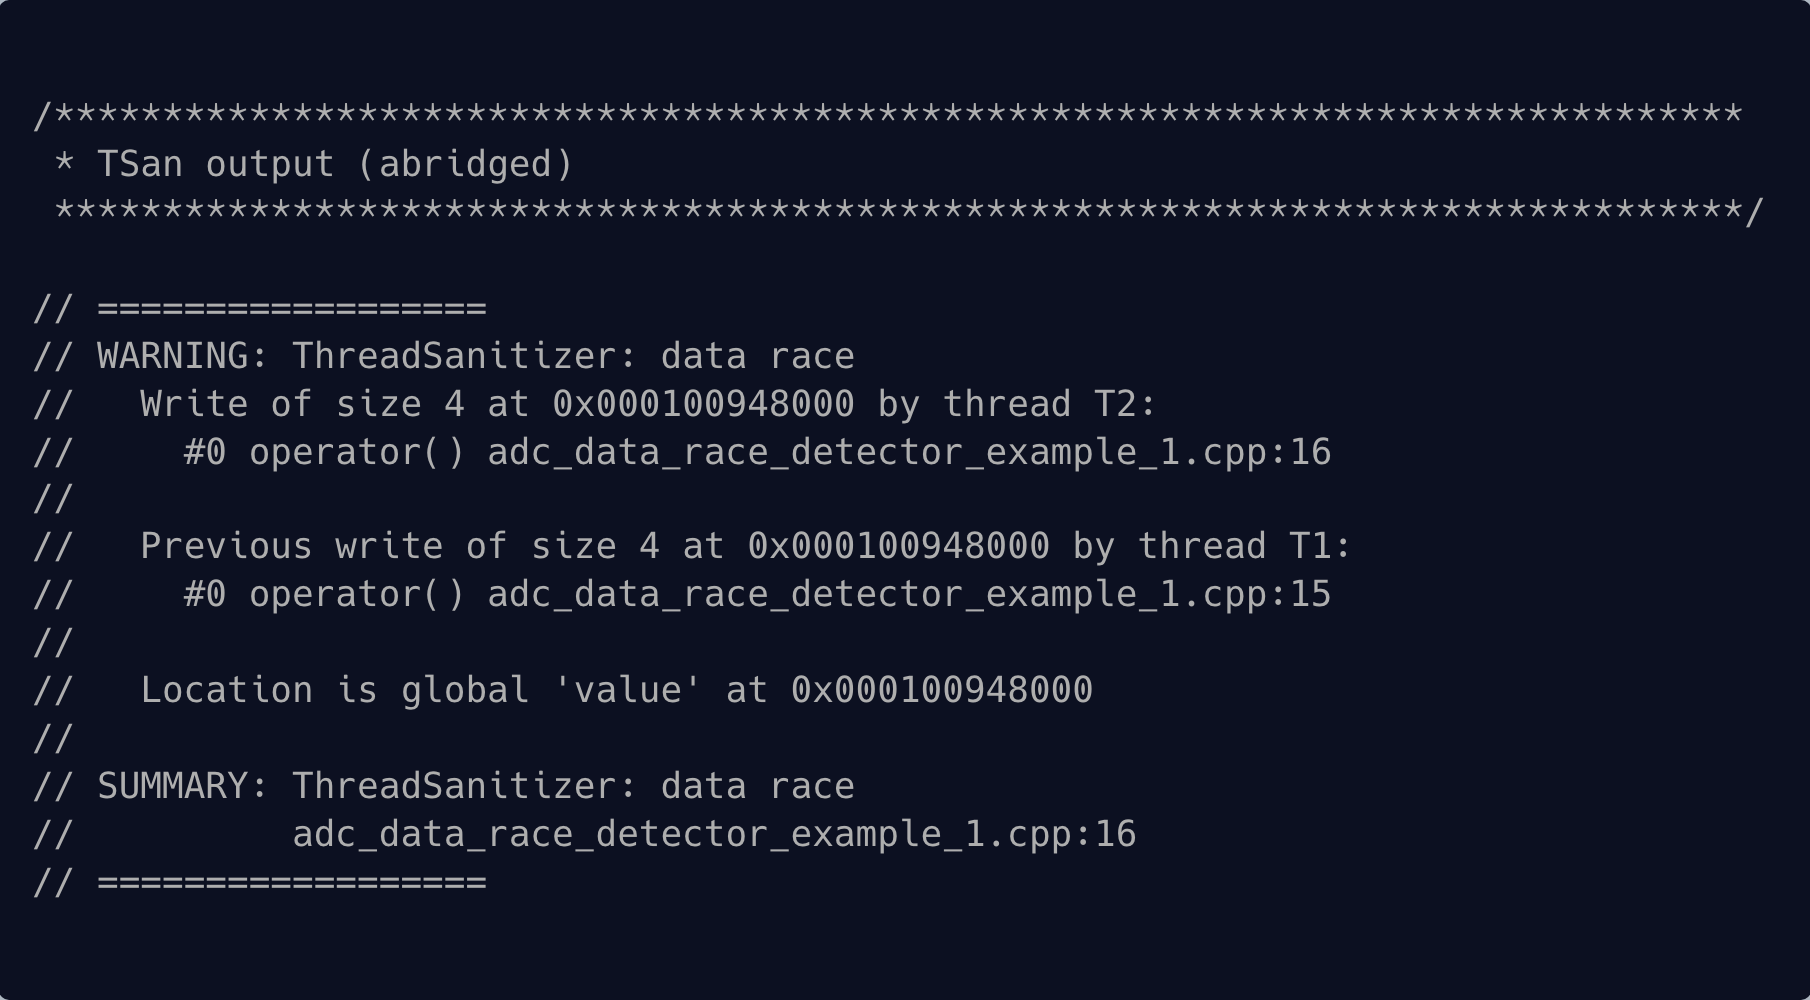 /******************************************************************************
 * TSan output (abridged)
 ******************************************************************************/
// ==================
// WARNING: ThreadSanitizer: data race
//   Write of size 4 at 0x000100948000 by thread T2:
//     #0 operator() adc_data_race_detector_example_1.cpp:16
//
//   Previous write of size 4 at 0x000100948000 by thread T1:
//     #0 operator() adc_data_race_detector_example_1.cpp:15
//
//   Location is global 'value' at 0x000100948000
//
// SUMMARY: ThreadSanitizer: data race
//          adc_data_race_detector_example_1.cpp:16
// ==================